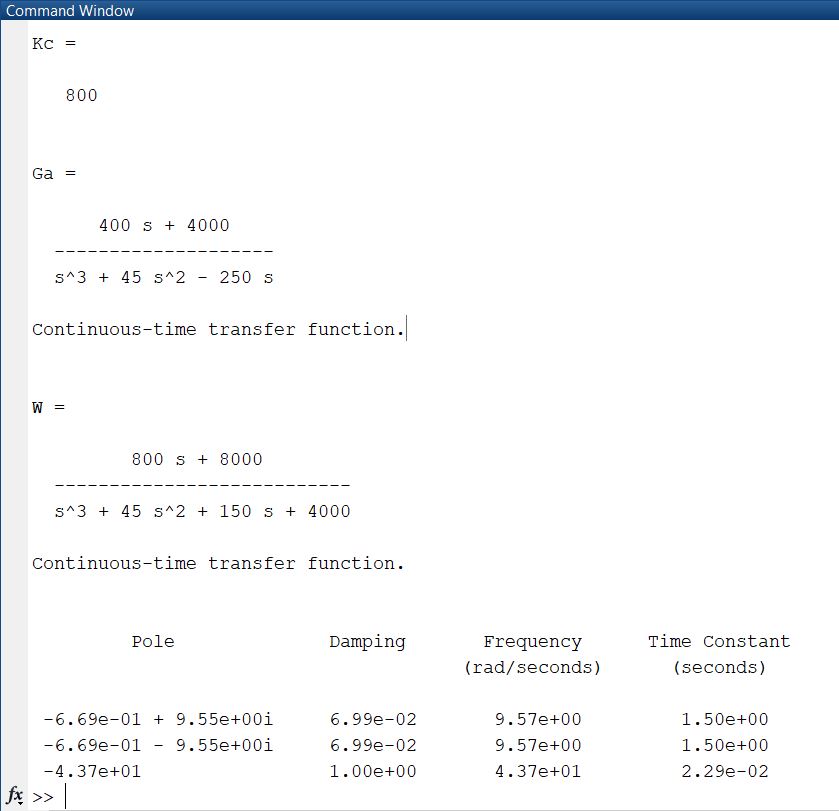 Command Window
Kc =
800
Ga =
400 s + 4000
--------------------
s^3 + 45 s^2 - 250 s
Continuous-time transfer function.
W =
800 s + 8000
---------------------------
s^3 + 45 s^2 + 150 s + 4000
Continuous-time transfer function.
Pole Damping Frequency Time Constant
(rad/seconds) (seconds)
-6.69e-01 + 9.55e+00i 6.99e-02 9.57e+00 1.50e+00
-6.69e-01 - 9.55e+00i 6.99e-02 9.57e+00 1.50e+00
-4.37e+01 1.00e+00 4.37e+01 2.29e-02
fx >>